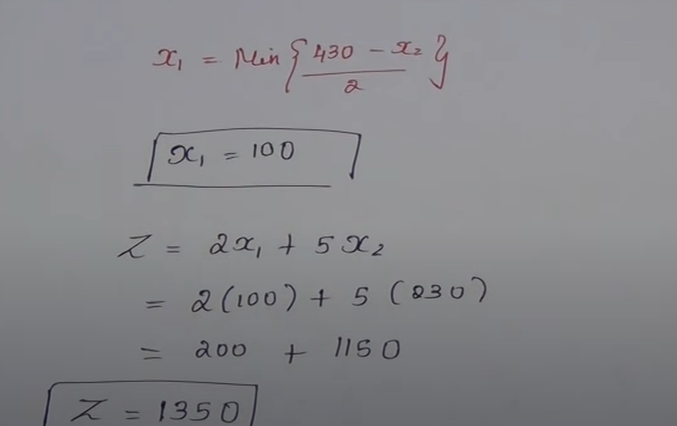 x₁ = Min { (430 - x₂) / 2 }
x₁ = 100
Z = 2x₁ + 5x₂
= 2(100) + 5 (230)
= 200 + 1150
Z = 1350